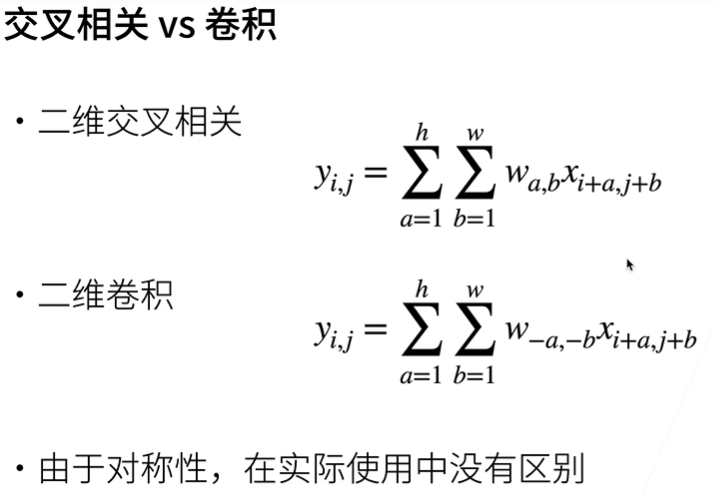 交叉相关 vs 卷积
• 二维交叉相关
y_{i,j} = \sum_{a=1}^{h} \sum_{b=1}^{w} w_{a,b} x_{i+a,j+b}
• 二维卷积
y_{i,j} = \sum_{a=1}^{h} \sum_{b=1}^{w} w_{-a,-b} x_{i+a,j+b}
• 由于对称性，在实际使用中没有区别